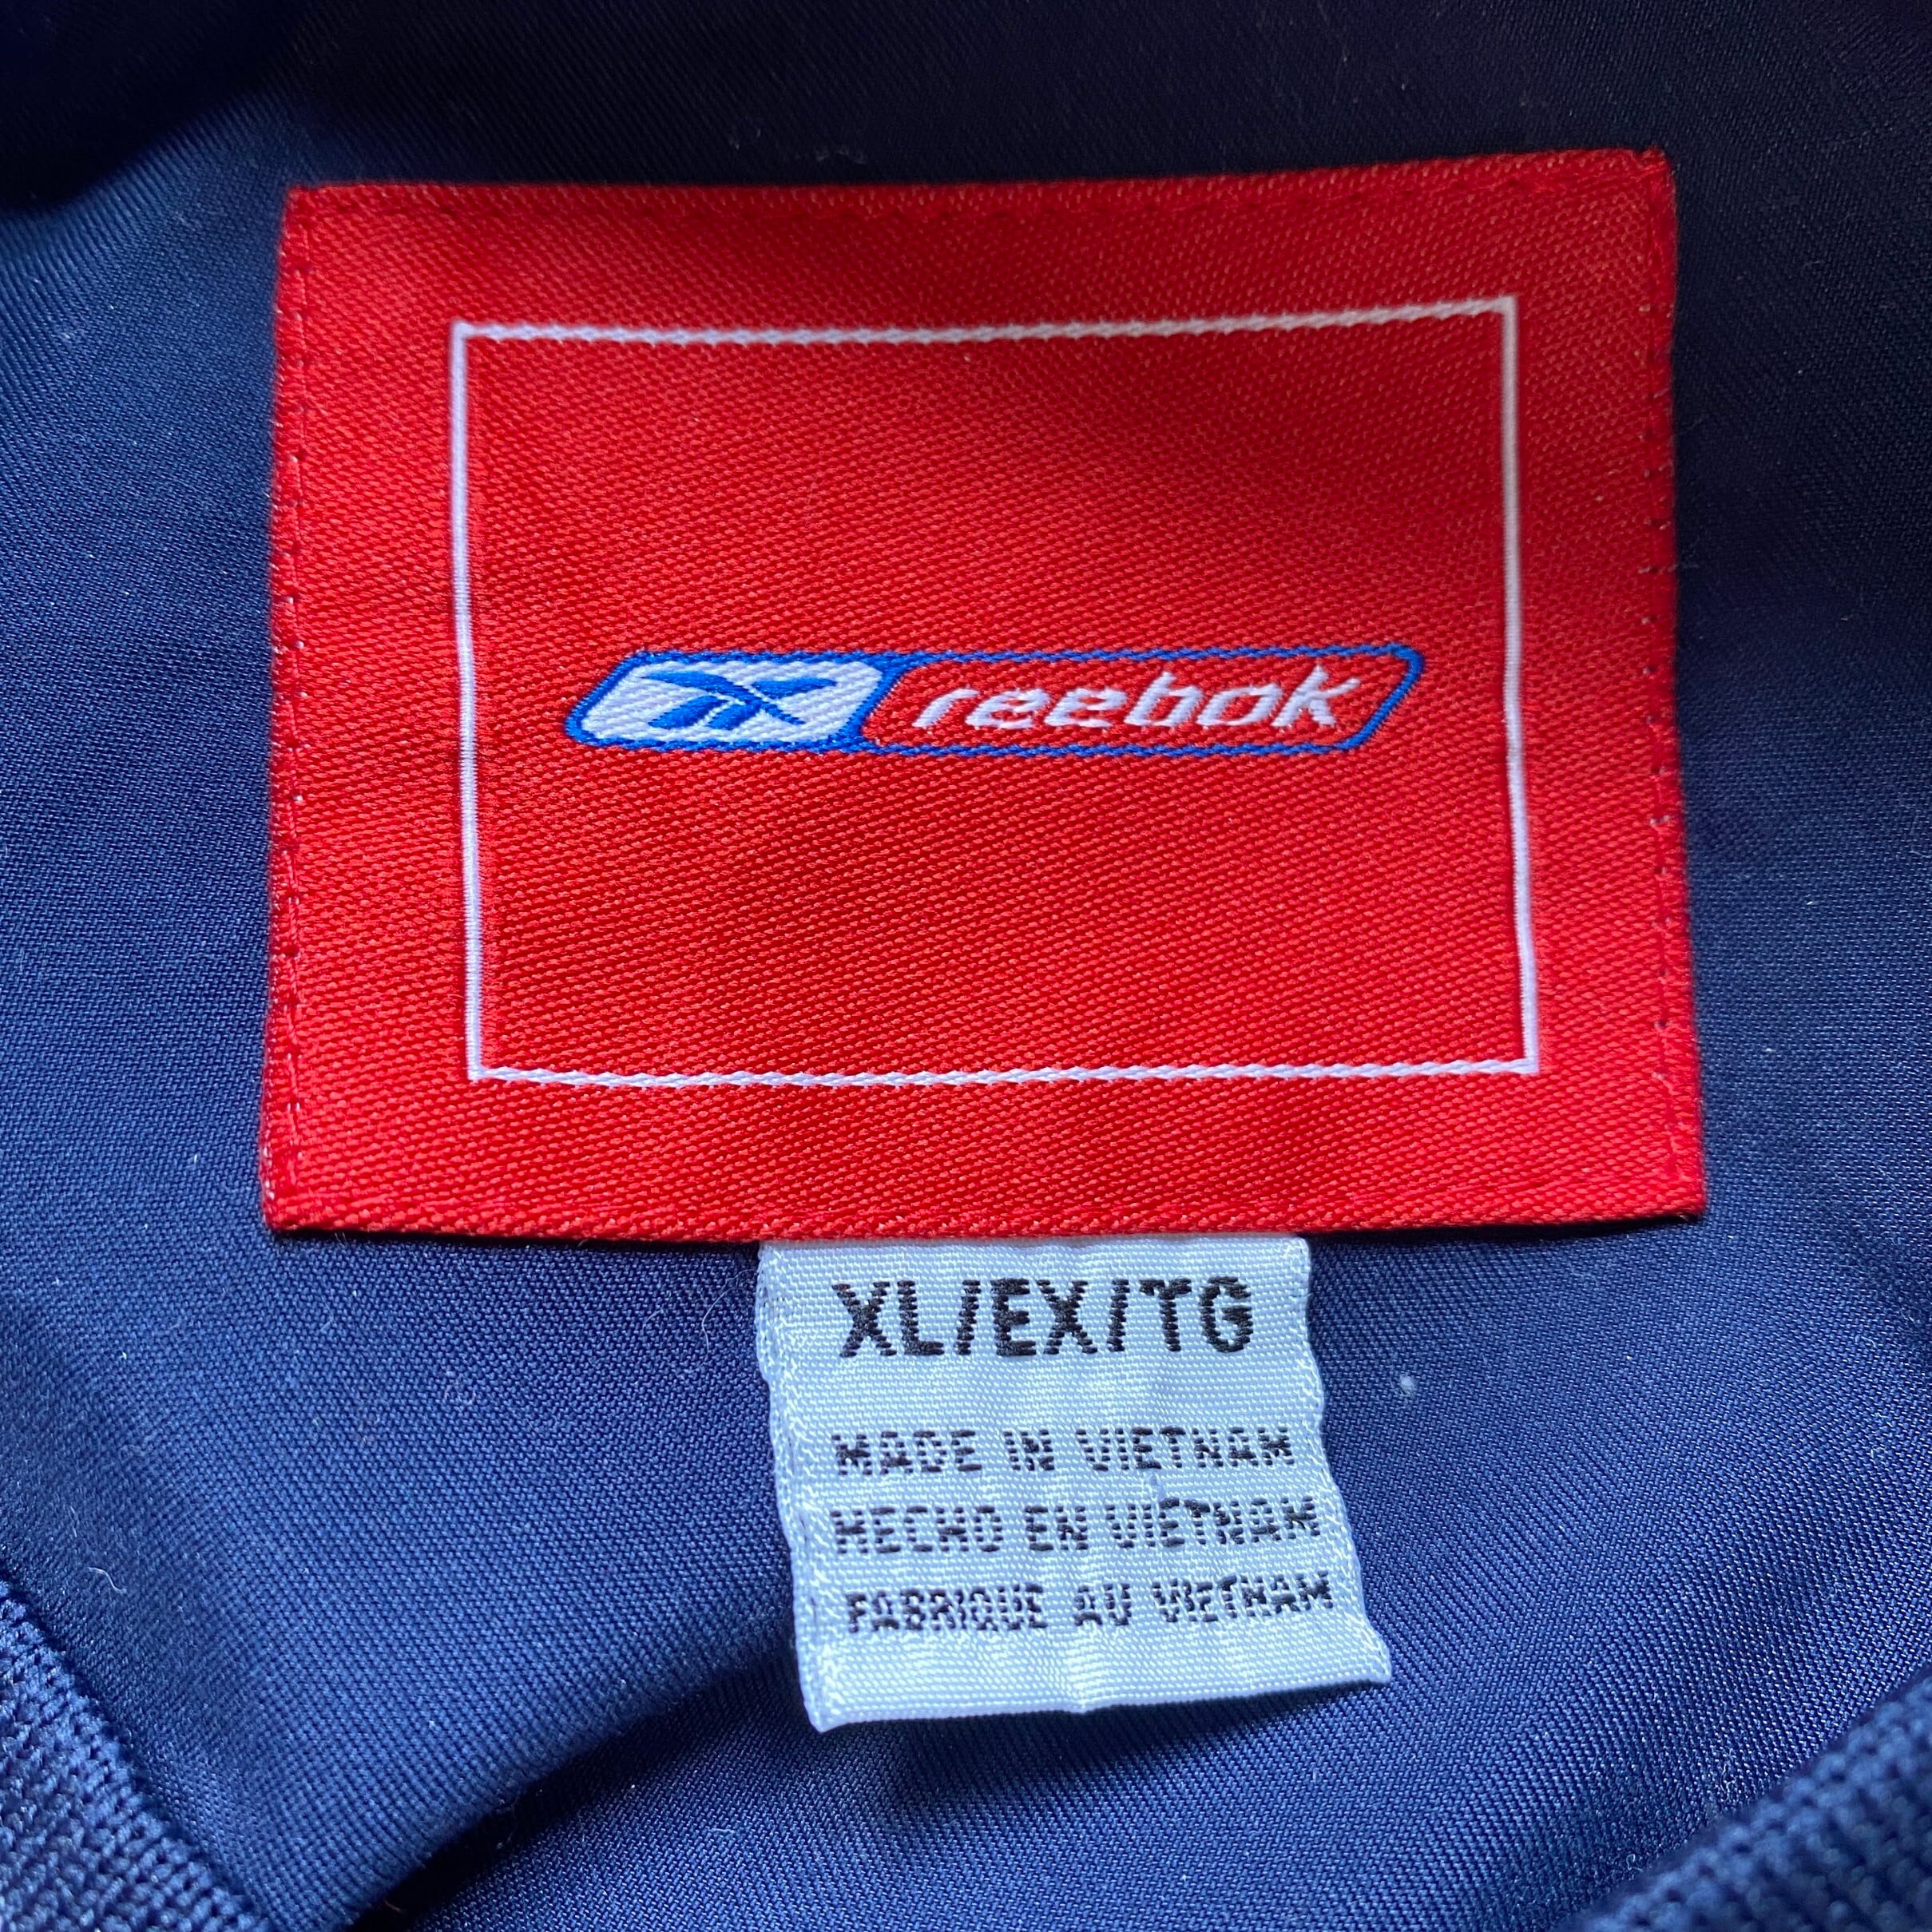 reebok
XL/EX/TG
MADE IN VIETNAM
HECHO EN VIETNAM
FABRIQUE AU VIETNAM